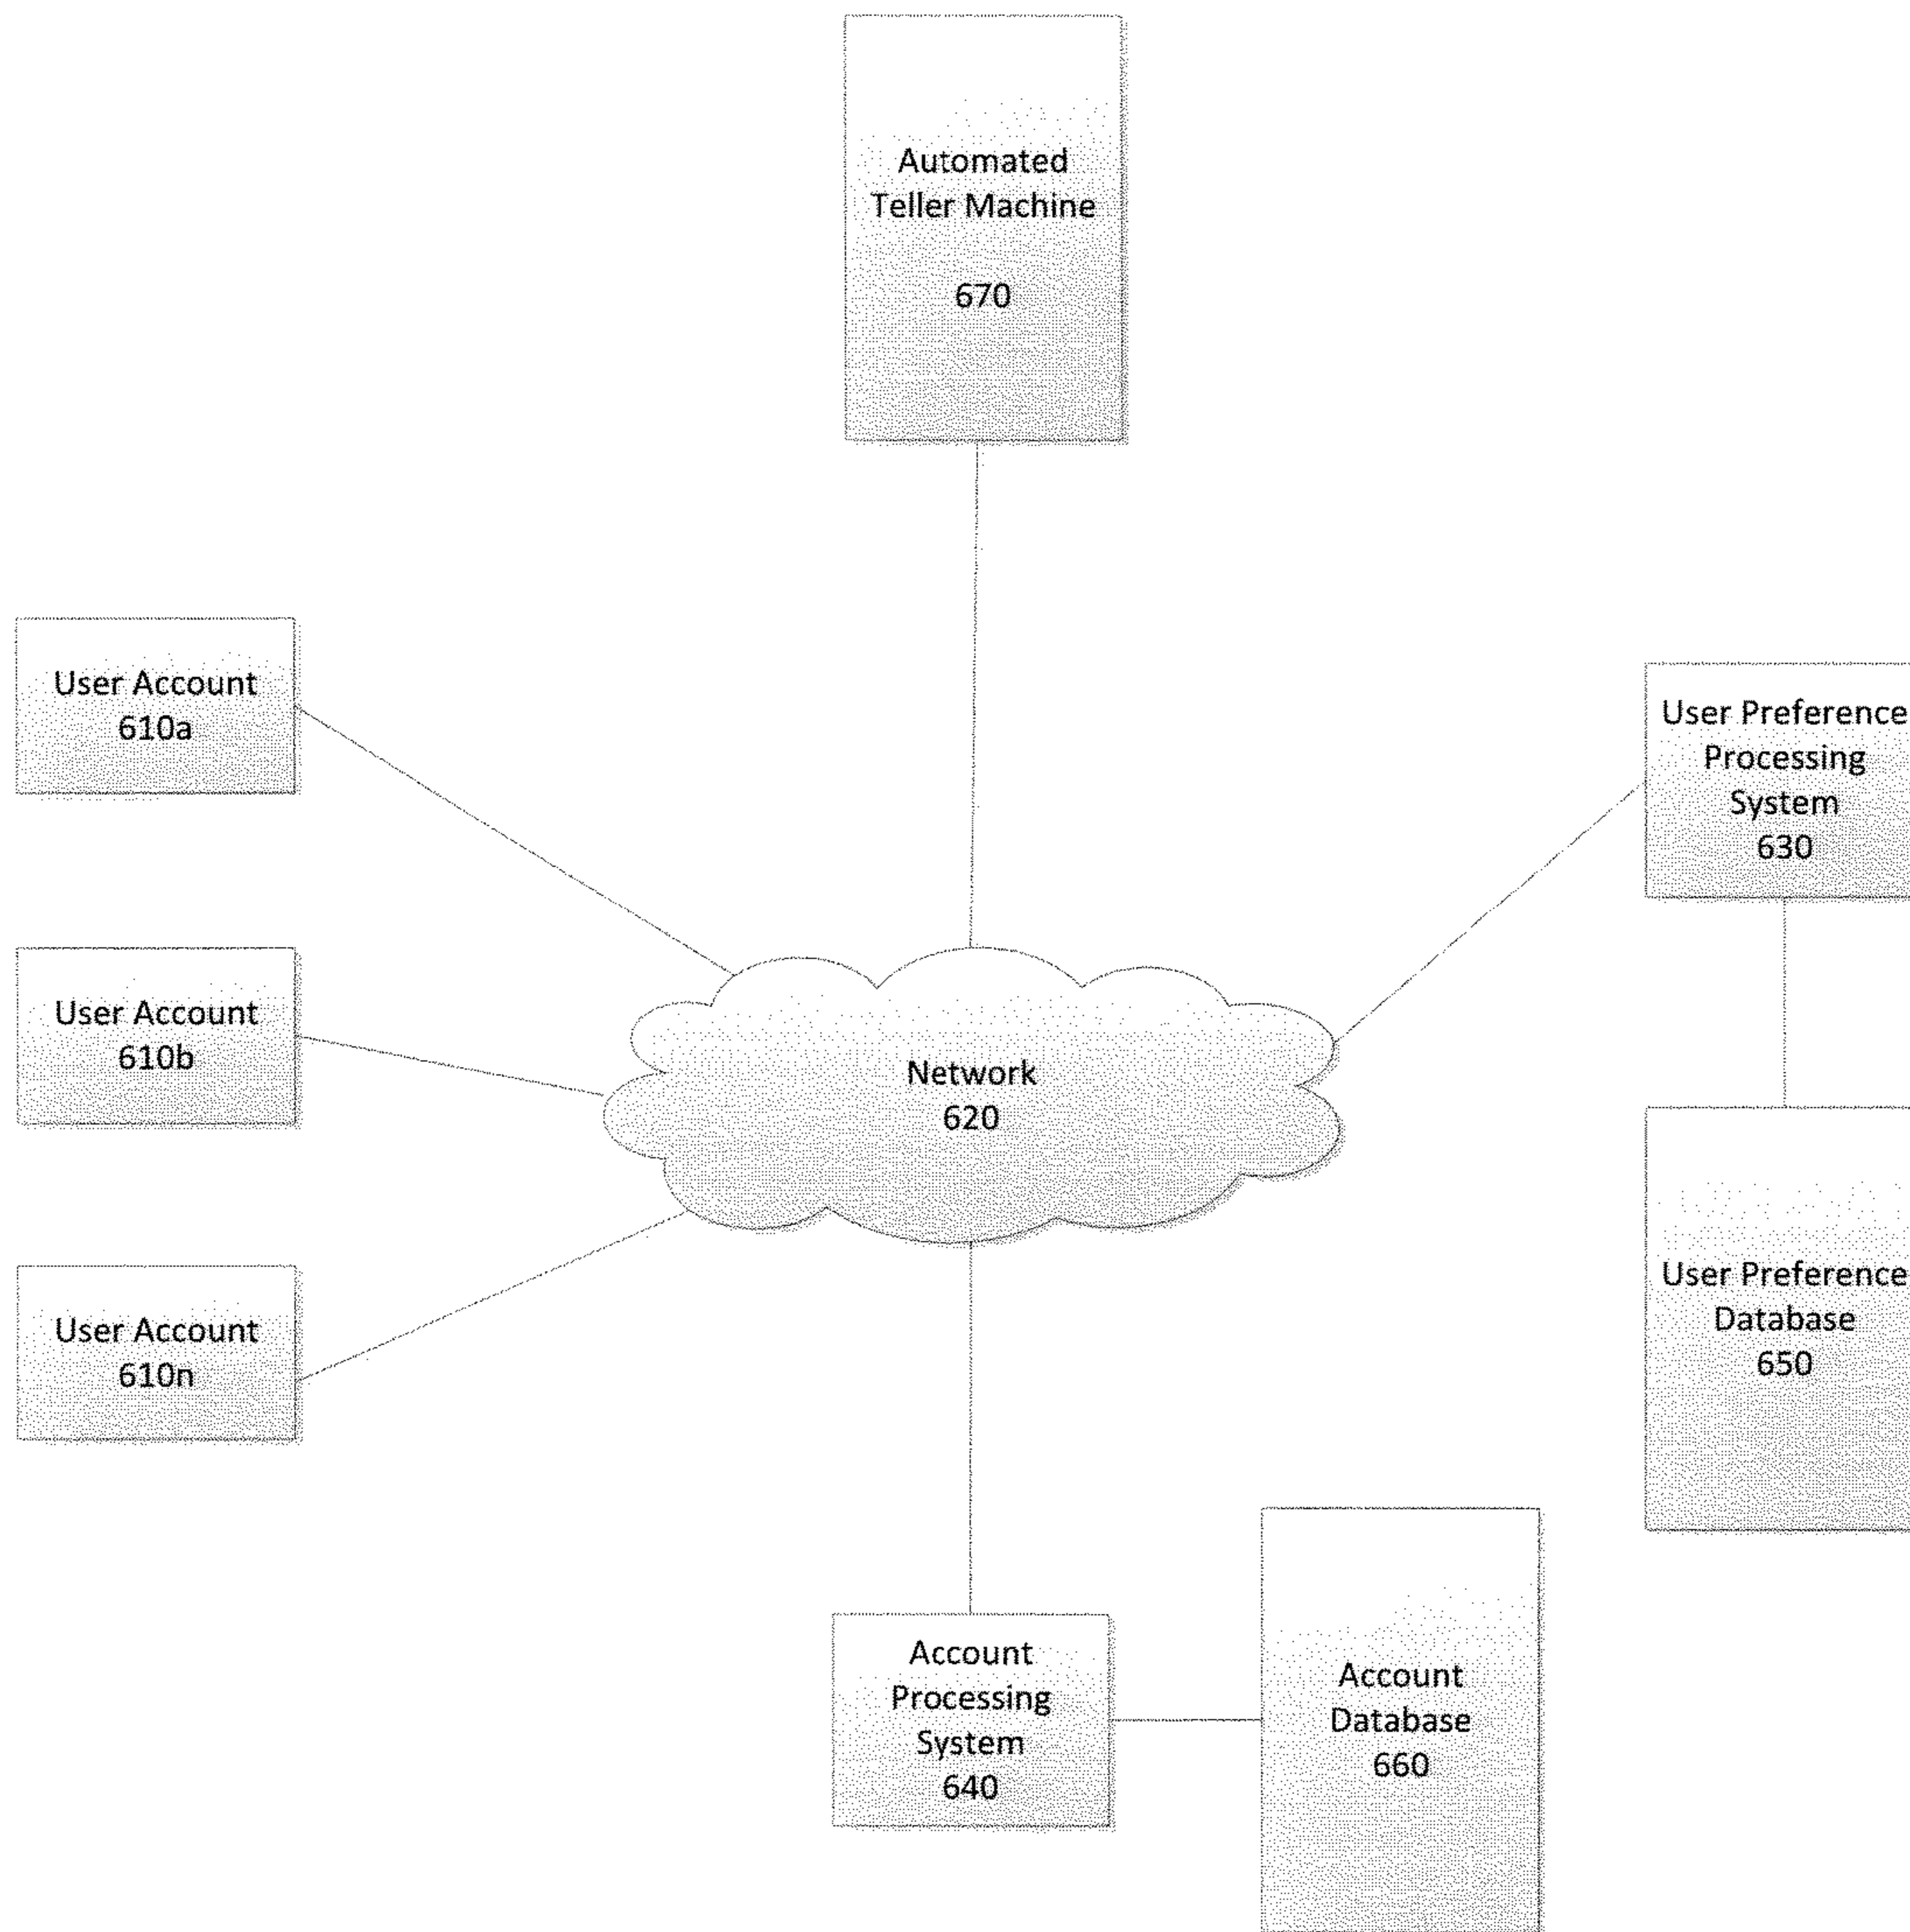 Automated
Teller Machine
670
User Account
610a
User Preference
Processing
System
630
User Account
610b
Network
620
User Account
610n
User Preference
Database
650
Account
Processing
System
640
Account
Database
660